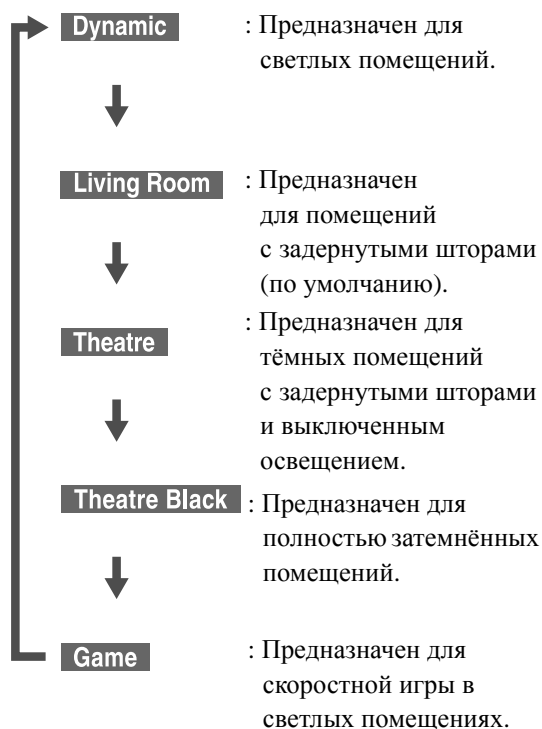 Dynamic : Предназначен для
светлых помещений.
Living Room : Предназначен
для помещений
с задернутыми шторами
(по умолчанию).
Theatre : Предназначен для
тёмных помещений
с задернутыми шторами
и выключенным
освещением.
Theatre Black : Предназначен для
полностью затемнённых
помещений.
Game : Предназначен для
скоростной игры в
светлых помещениях.